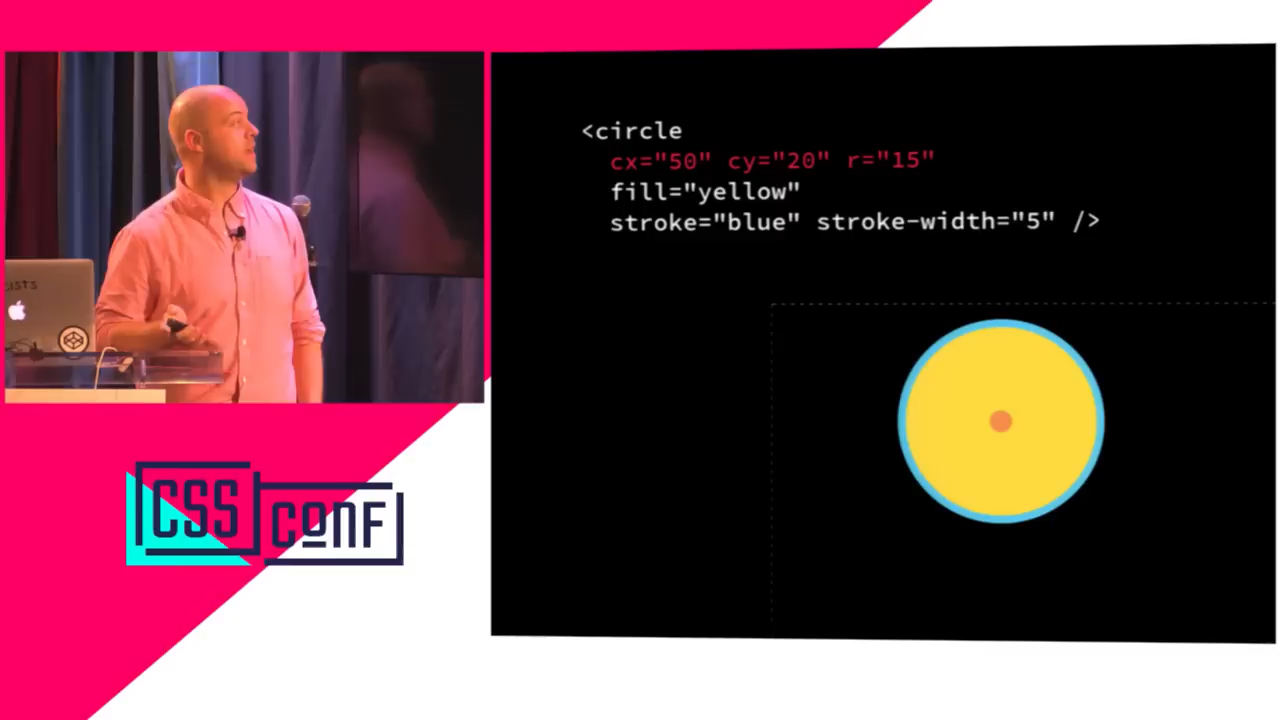 <circle
cx="50" cy="20" r="15"
fill="yellow"
stroke="blue" stroke-width="5" />
CSS
CONF